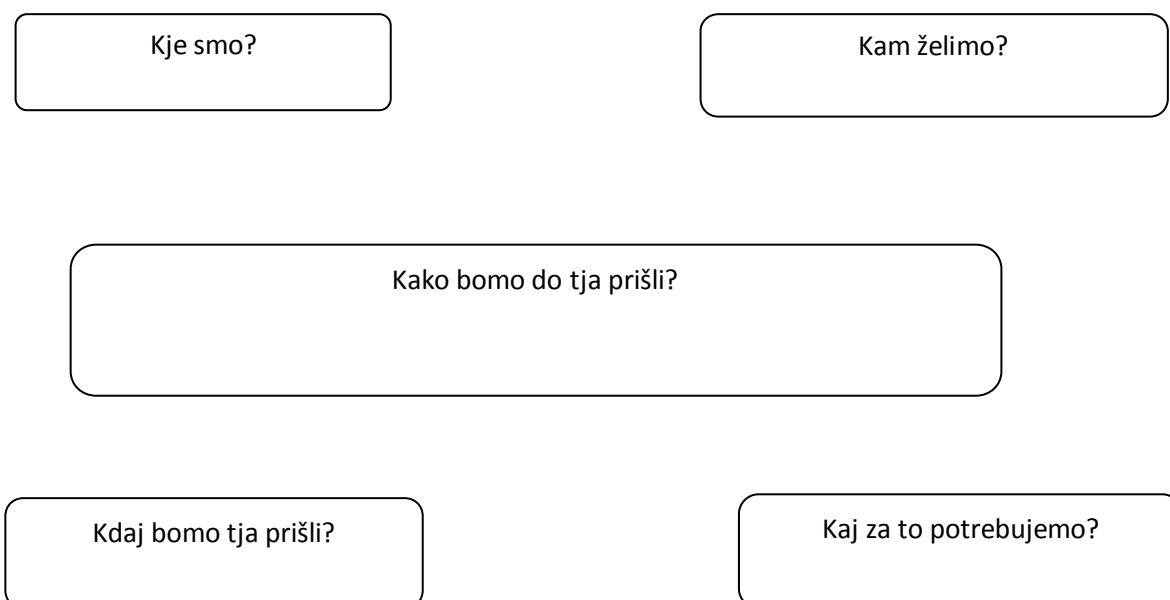 Kje smo?
Kam želimo?
Kako bomo do tja prišli?
Kdaj bomo tja prišli?
Kaj za to potrebujemo?